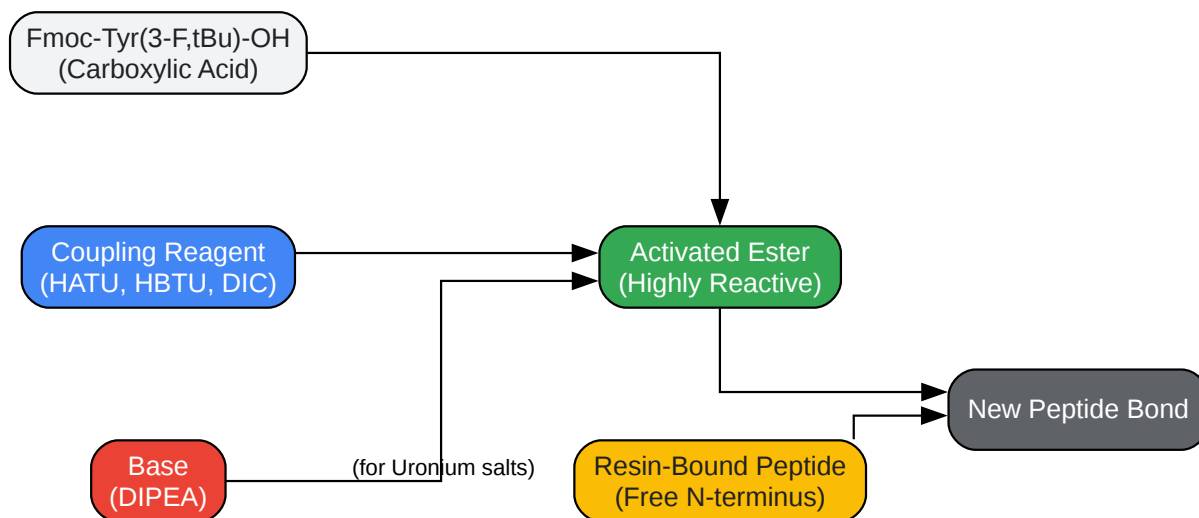 Fmoc-Tyr(3-F,tBu)-OH
(Carboxylic Acid)
Coupling Reagent
(HATU, HBTU, DIC)
Activated Ester
(Highly Reactive)
New Peptide Bond
Base
(DIPEA)
(for Uronium salts)
Resin-Bound Peptide
(Free N-terminus)